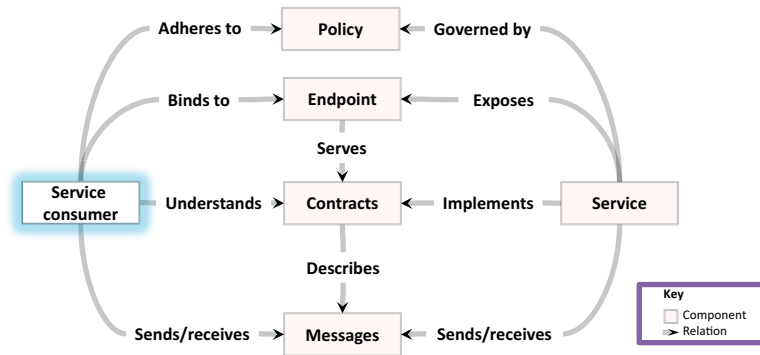 Adheres to
Policy
Governed by
Binds to
Endpoint
Exposes
Serves
Service
consumer
Understands
Contracts
Implements
Service
Describes
Sends/receives
Messages
Sends/receives
Key
Component
Relation